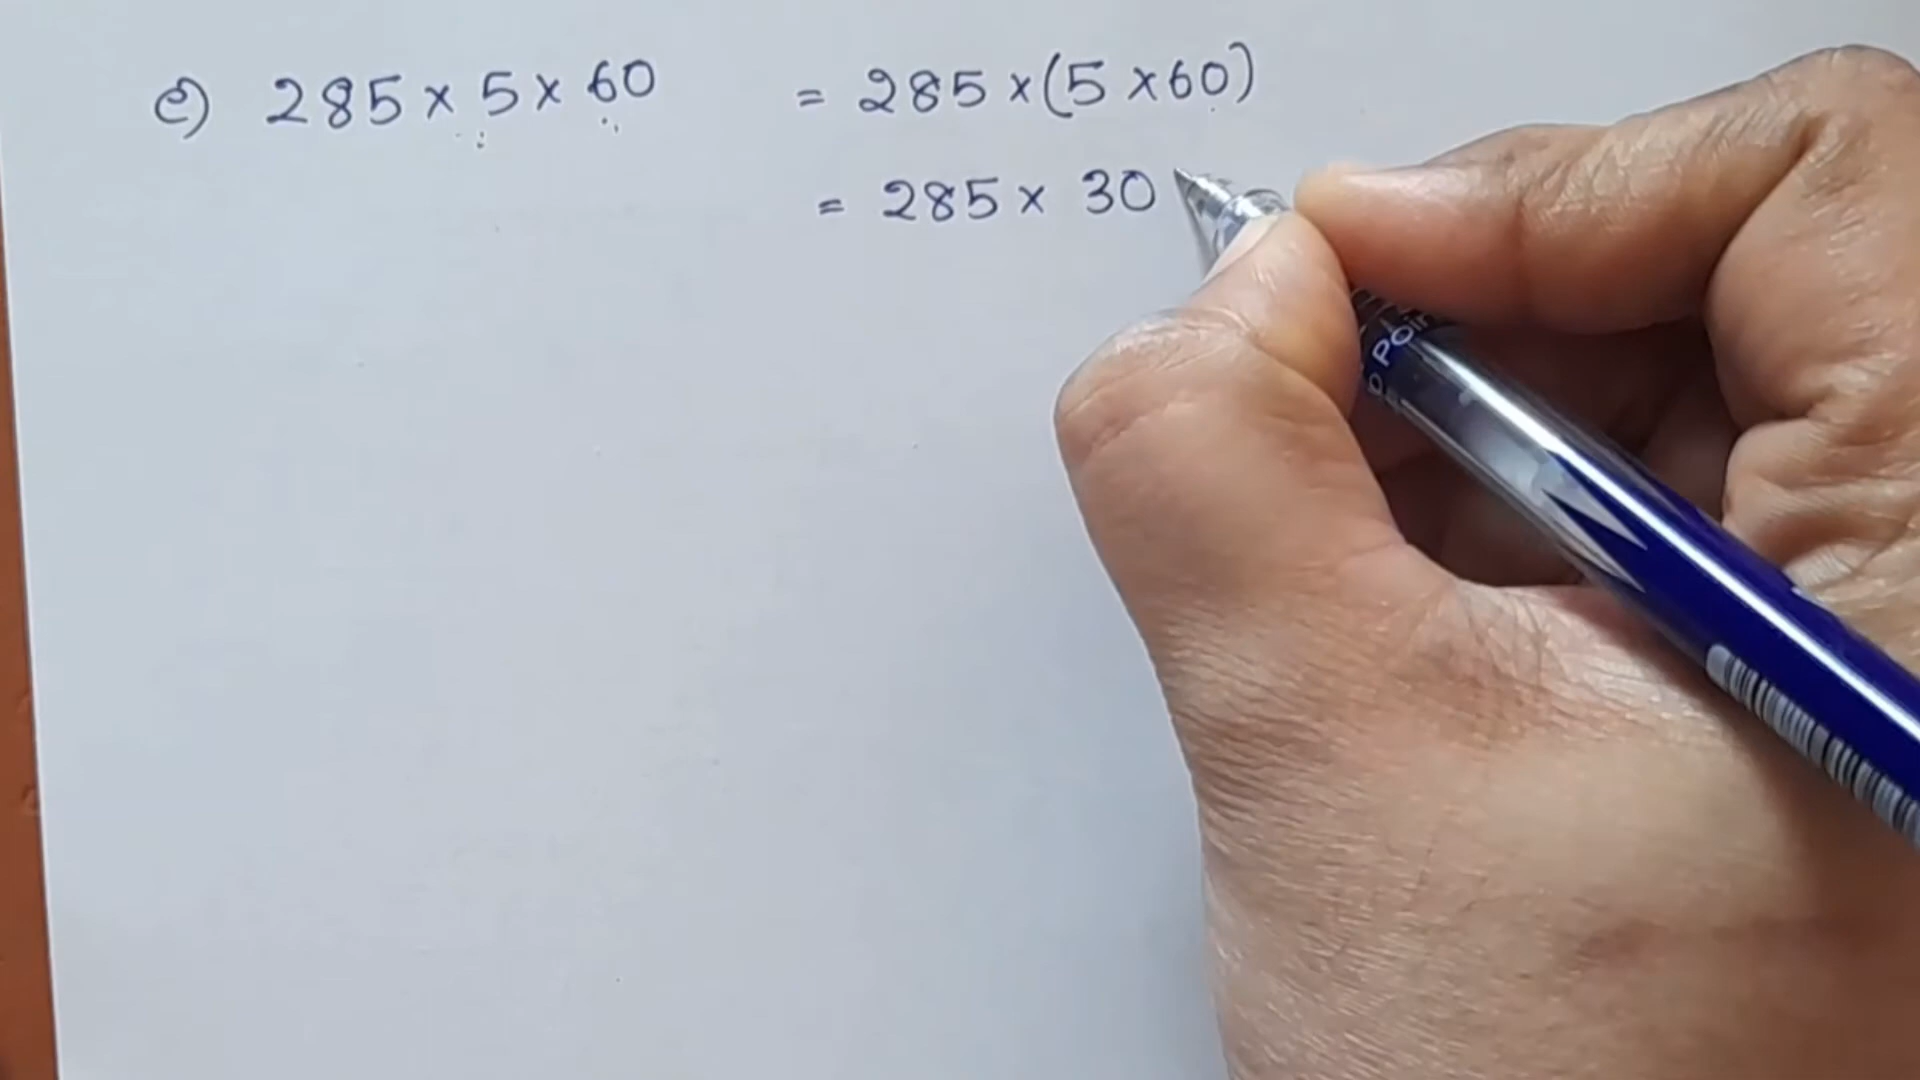 e) 285 × 5 × 60 = 285 × (5 × 60)
= 285 × 30